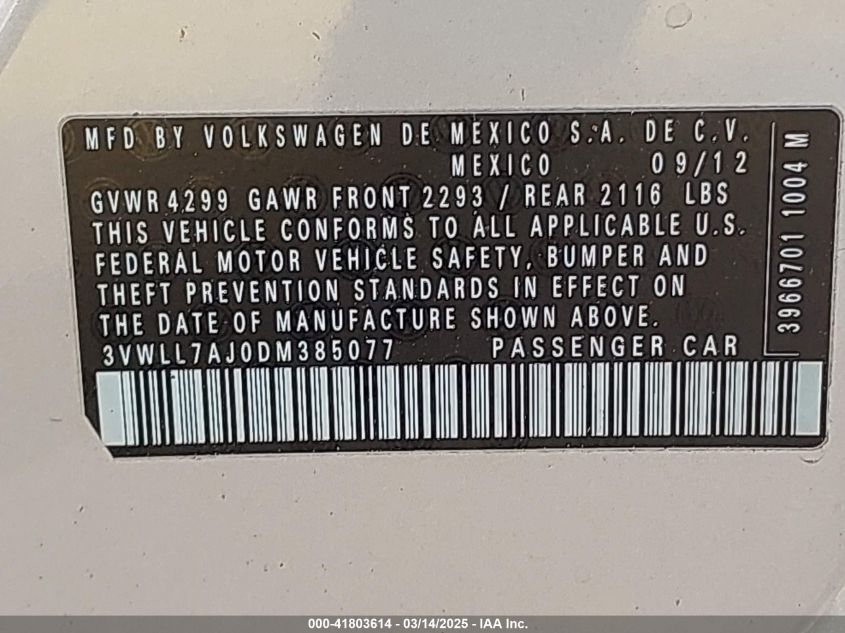 MFD BY VOLKSWAGEN DE MEXICO S.A. DE C.V.
MEXICO 09/12
GVWR 4299 GAWR FRONT 2293 / REAR 2116 LBS
THIS VEHICLE CONFORMS TO ALL APPLICABLE U.S.
FEDERAL MOTOR VEHICLE SAFETY, BUMPER AND
THEFT PREVENTION STANDARDS IN EFFECT ON
THE DATE OF MANUFACTURE SHOWN ABOVE.
3VWLL7AJ0DM385077 PASSENGER CAR
3966701 1004 M
000-41803614 - 03/14/2025 - IAA Inc.